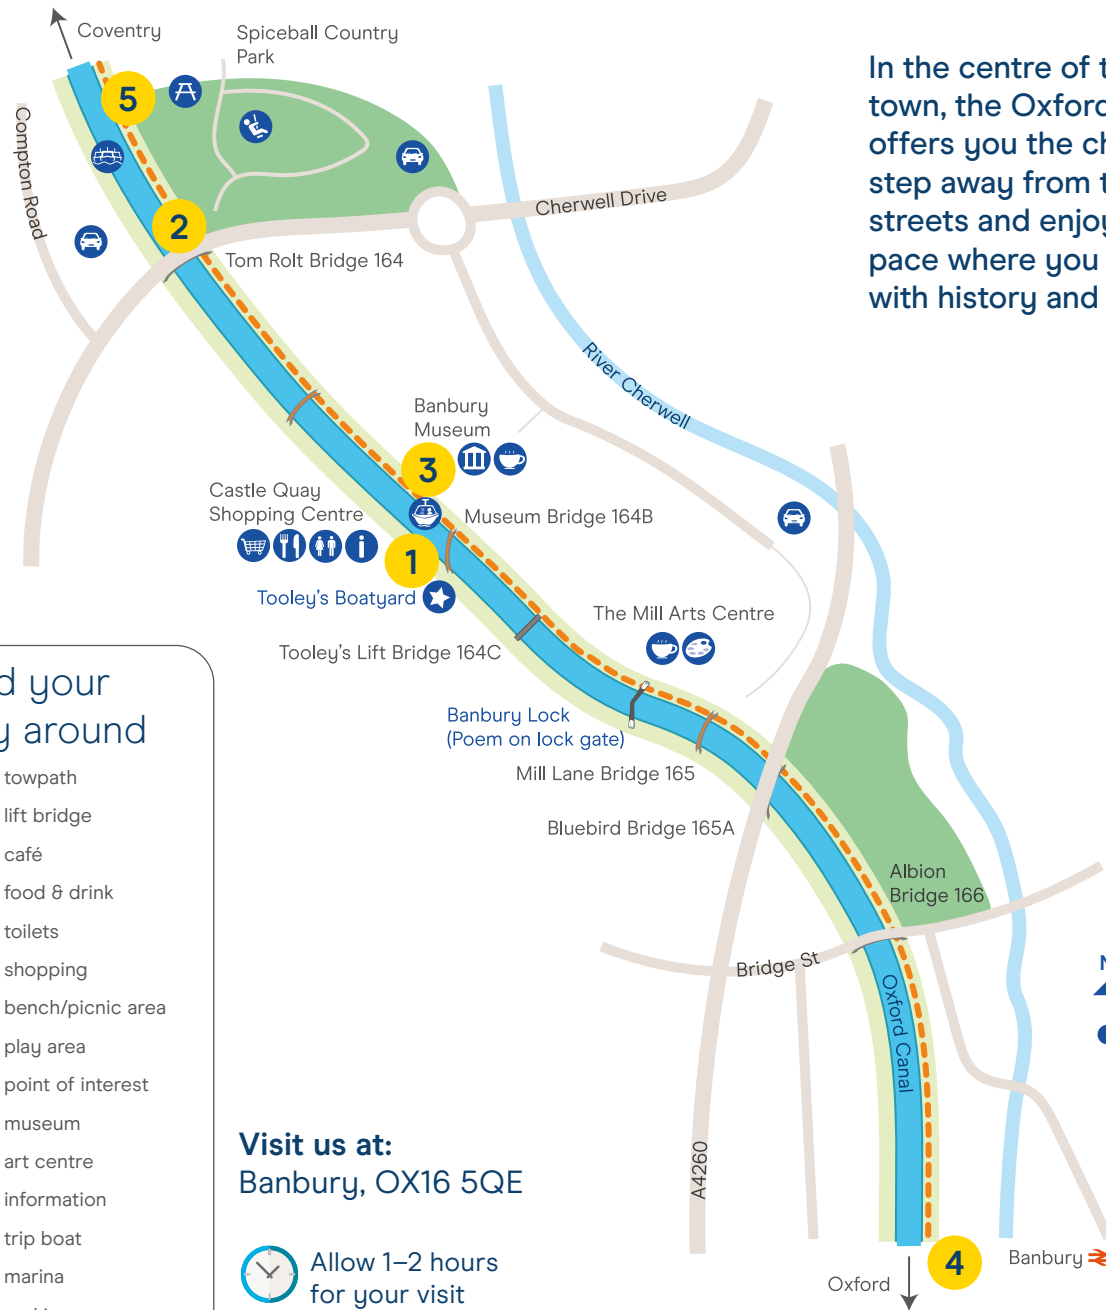 Coventry
Spiceball Country
Park
5
Compton Road
2
Cherwell Drive
Tom Rolt Bridge 164
River Cherwell
Banbury
Museum
3
Castle Quay
Shopping Centre
Museum Bridge 164B
1
Tooley's Boatyard
The Mill Arts Centre
Tooley's Lift Bridge 164C
Banbury Lock
(Poem on lock gate)
Mill Lane Bridge 165
Bluebird Bridge 165A
Albion
Bridge 166
Bridge St
Oxford Canal
A4260
4
Oxford
Banbury
In the centre of
town, the Oxford
offers you the
step away from
streets and enjoy
pace where you
with history and
your
around
towpath
lift bridge
café
food & drink
toilets
shopping
bench/picnic area
play area
point of interest
museum
art centre
information
trip boat
marina
Visit us at:
Banbury, OX16 5QE
Allow 1–2 hours
for your visit